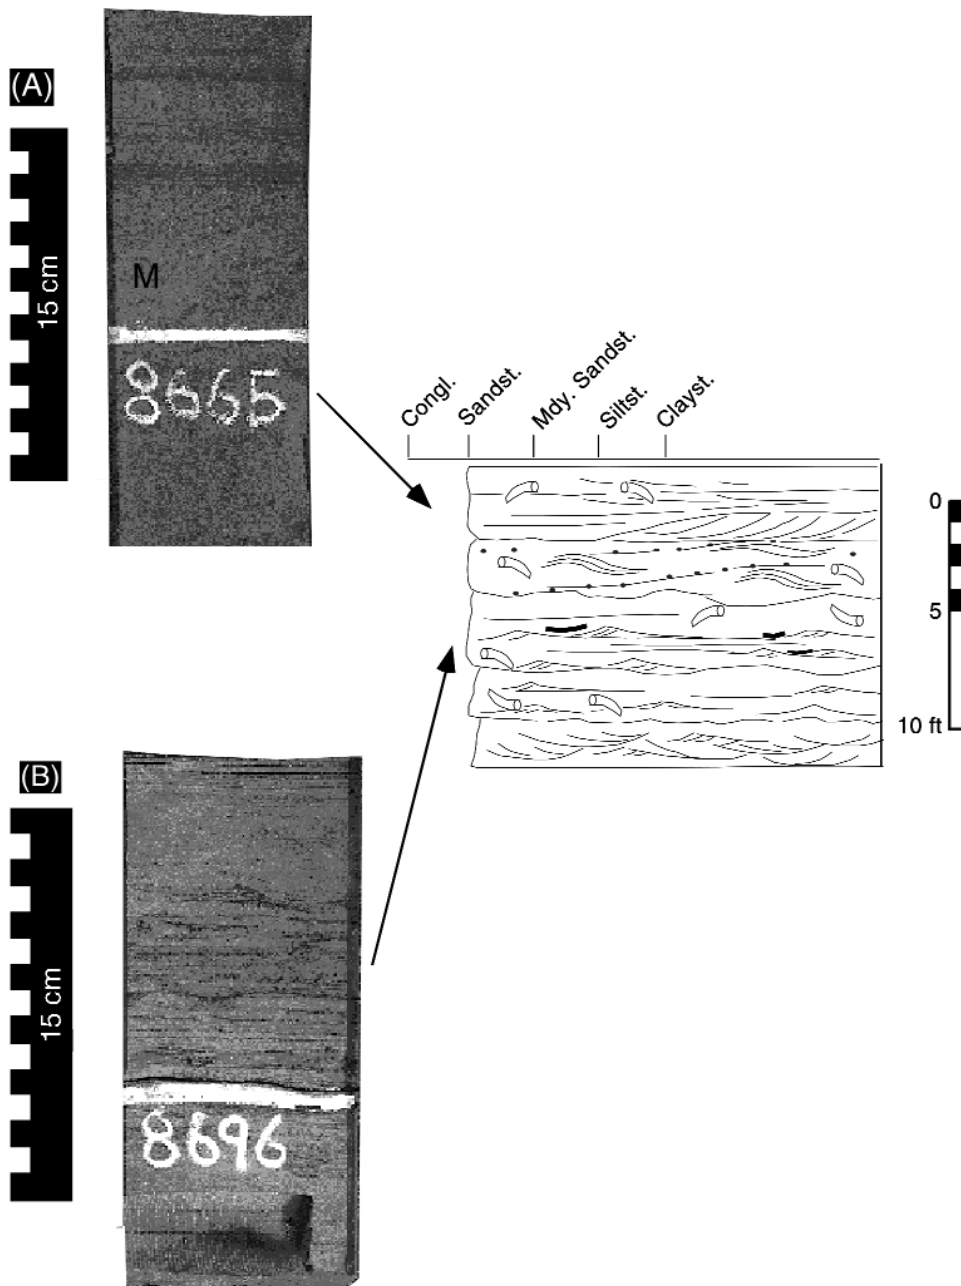 (A)
15 cm
M
8665
Congl.
Sandst.
Mdy. Sandst.
Siltst.
Clayst.
0
5
10 ft
(B)
15 cm
8696